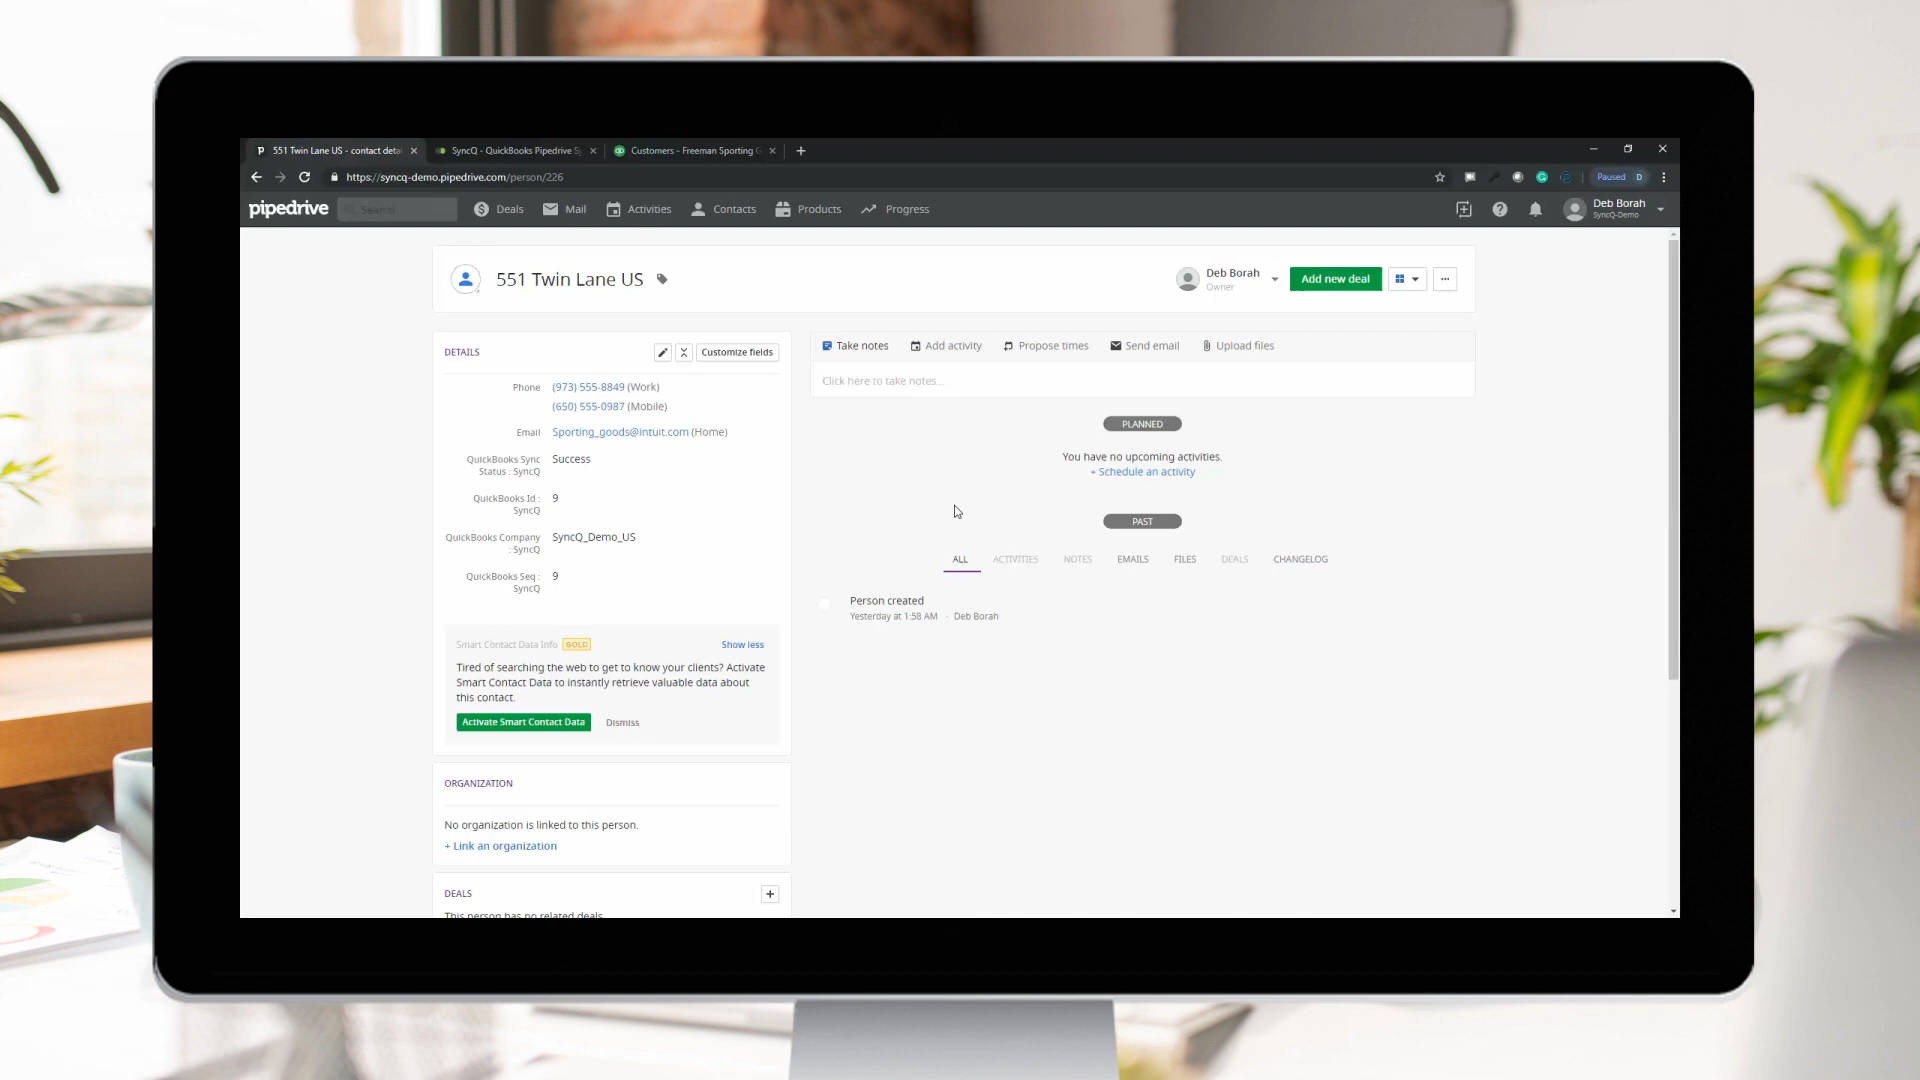 551 Twin Lane US - contact deta
SyncQ - QuickBooks Pipedrive S
Customers - Freeman Sporting G
https://syncq-demo.pipedrive.com/person/226
Paused D
pipedrive
Search
Deals
Mail
Activities
Contacts
Products
Progress
Deb Borah
SyncQ-Demo
551 Twin Lane US
Deb Borah
Owner
Add new deal
DETAILS
Customize fields
Phone
(973) 555-8849 (Work)
(650) 555-0987 (Mobile)
Email
Sporting_goods@intuit.com (Home)
QuickBooks Sync
Status : SyncQ
Success
QuickBooks Id :
SyncQ
9
QuickBooks Company
: SyncQ
SyncQ_Demo_US
QuickBooks Seq :
SyncQ
9
Smart Contact Data Info GOLD
Show less
Tired of searching the web to get to know your clients? Activate
Smart Contact Data to instantly retrieve valuable data about
this contact.
Activate Smart Contact Data
Dismiss
ORGANIZATION
No organization is linked to this person.
+ Link an organization
DEALS
This person has no related deals
Take notes
Add activity
Propose times
Send email
Upload files
Click here to take notes...
PLANNED
You have no upcoming activities.
+ Schedule an activity
PAST
ALL
ACTIVITIES
NOTES
EMAILS
FILES
DEALS
CHANGELOG
Person created
Yesterday at 1:58 AM · Deb Borah